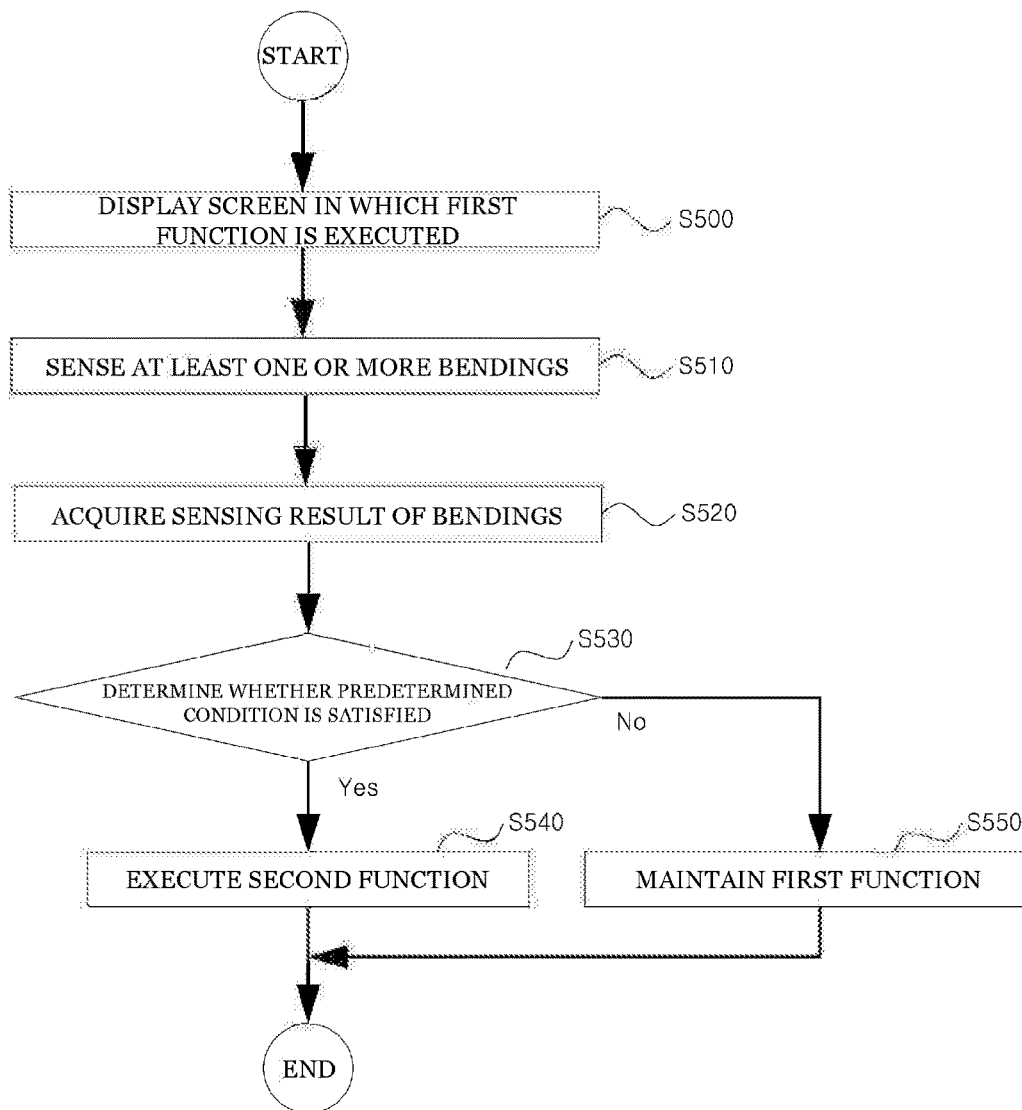 START
DISPLAY SCREEN IN WHICH FIRST
FUNCTION IS EXECUTED
S500
SENSE AT LEAST ONE OR MORE BENDINGS
S510
ACQUIRE SENSING RESULT OF BENDINGS
S520
S530
DETERMINE WHETHER PREDETERMINED
CONDITION IS SATISFIED
No
Yes
S540
S550
EXECUTE SECOND FUNCTION
MAINTAIN FIRST FUNCTION
END